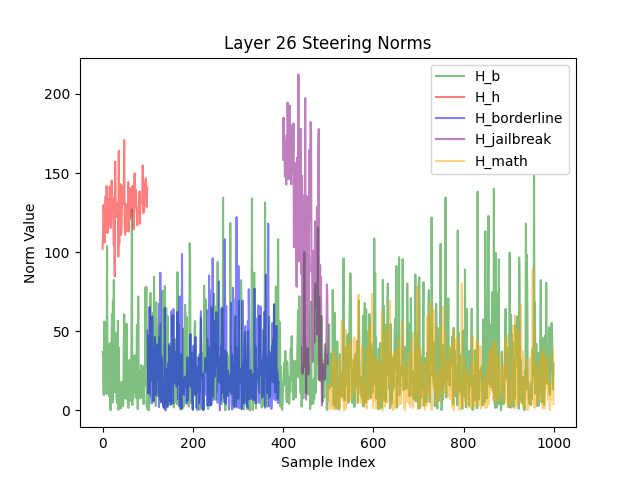 Layer 26 Steering Norms
H_b
H_h
H_borderline
H_jailbreak
H_math
Norm Value
200
150
100
50
0
0
200
400
600
800
1000
Sample Index